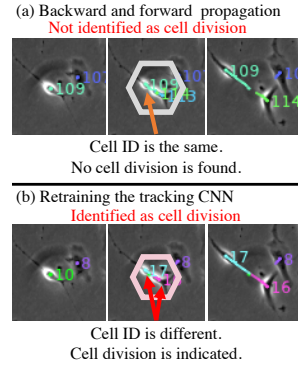 (a) Backward and forward propagation
Not identified as cell division
109 10
109 10 113
109 10 114
Cell ID is the same.
No cell division is found.
(b) Retraining the tracking CNN
Identified as cell division
10 8
17 8
17 8 16
Cell ID is different.
Cell division is indicated.